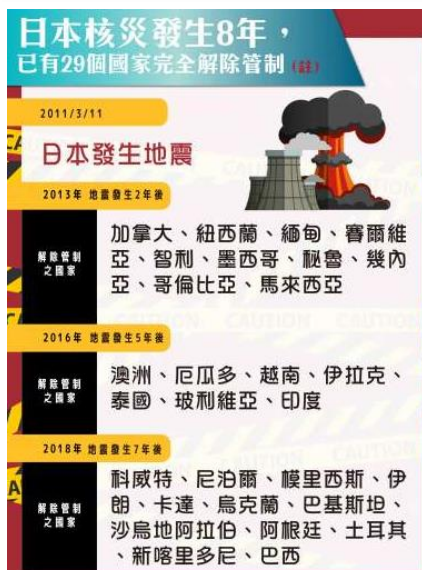 日本核災發生8年，
已有29個國家完全解除管制(註)
2011/3/11
日本發生地震
2013年 地震發生2年後
解除管制
之國家
加拿大、紐西蘭、緬甸、賽爾維
亞、智利、墨西哥、秘魯、幾內
亞、哥倫比亞、馬來西亞
CAUTION CAUTION CAUTION
2016年 地震發生5年後
解除管制
之國家
澳洲、厄瓜多、越南、伊拉克、
泰國、玻利維亞、印度
2018年 地震發生7年後
解除管制
之國家
科威特、尼泊爾、模里西斯、伊
朗、卡達、烏克蘭、巴基斯坦、
沙烏地阿拉伯、阿根廷、土耳其
、新喀里多尼、巴西